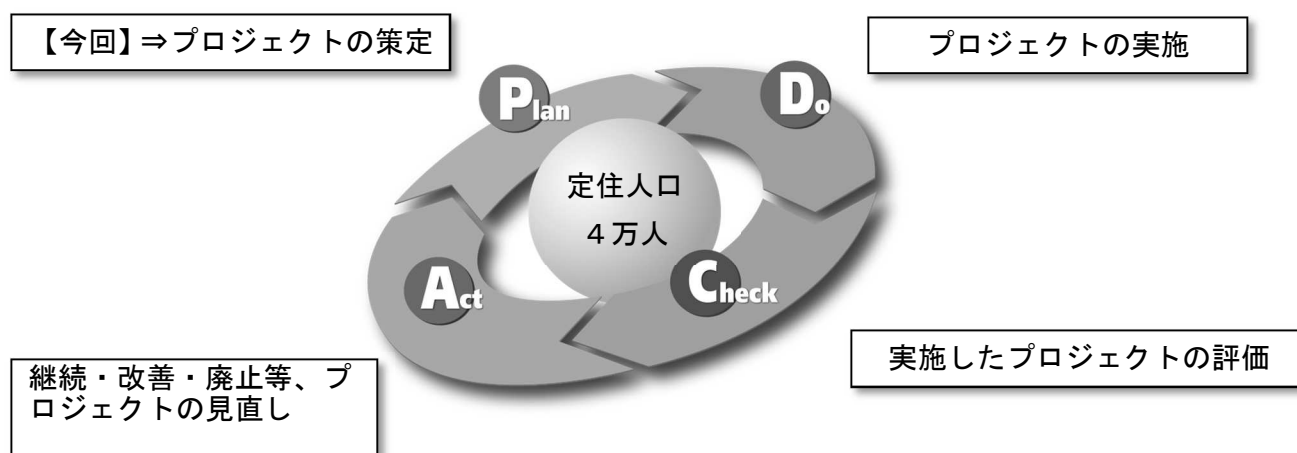 【今回】⇒プロジェクトの策定
プロジェクトの実施
Plan
Do
定住人口
４万人
Act
Check
継続・改善・廃止等、プ
ロジェクトの見直し
実施したプロジェクトの評価